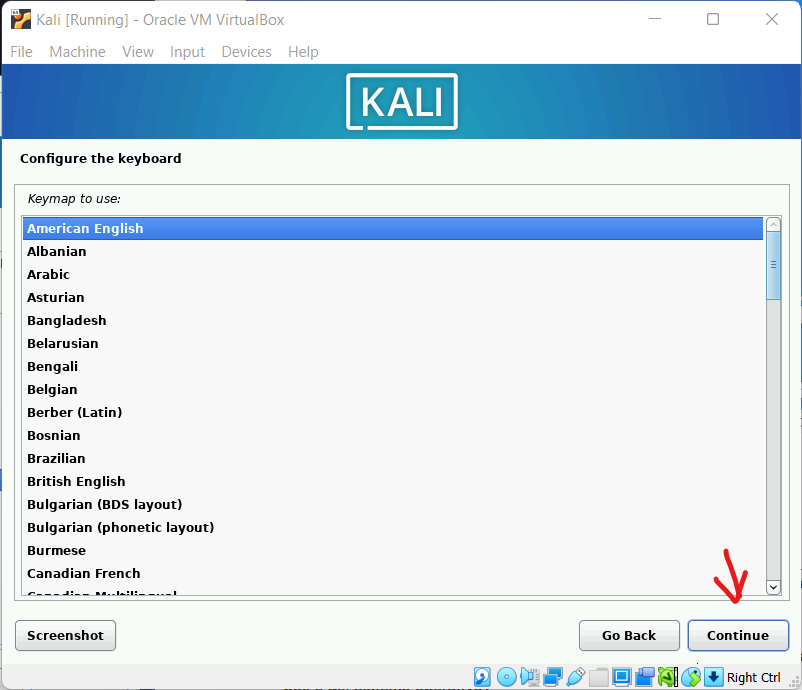 Kali [Running] - Oracle VM VirtualBox
File Machine View Input Devices Help
KALI
Configure the keyboard
Keymap to use:
American English
Albanian
Arabic
Asturian
Bangladesh
Belarusian
Bengali
Belgian
Berber (Latin)
Bosnian
Brazilian
British English
Bulgarian (BDS layout)
Bulgarian (phonetic layout)
Burmese
Canadian French
Canadian Multilingual
Screenshot Go Back Continue
Right Ctrl